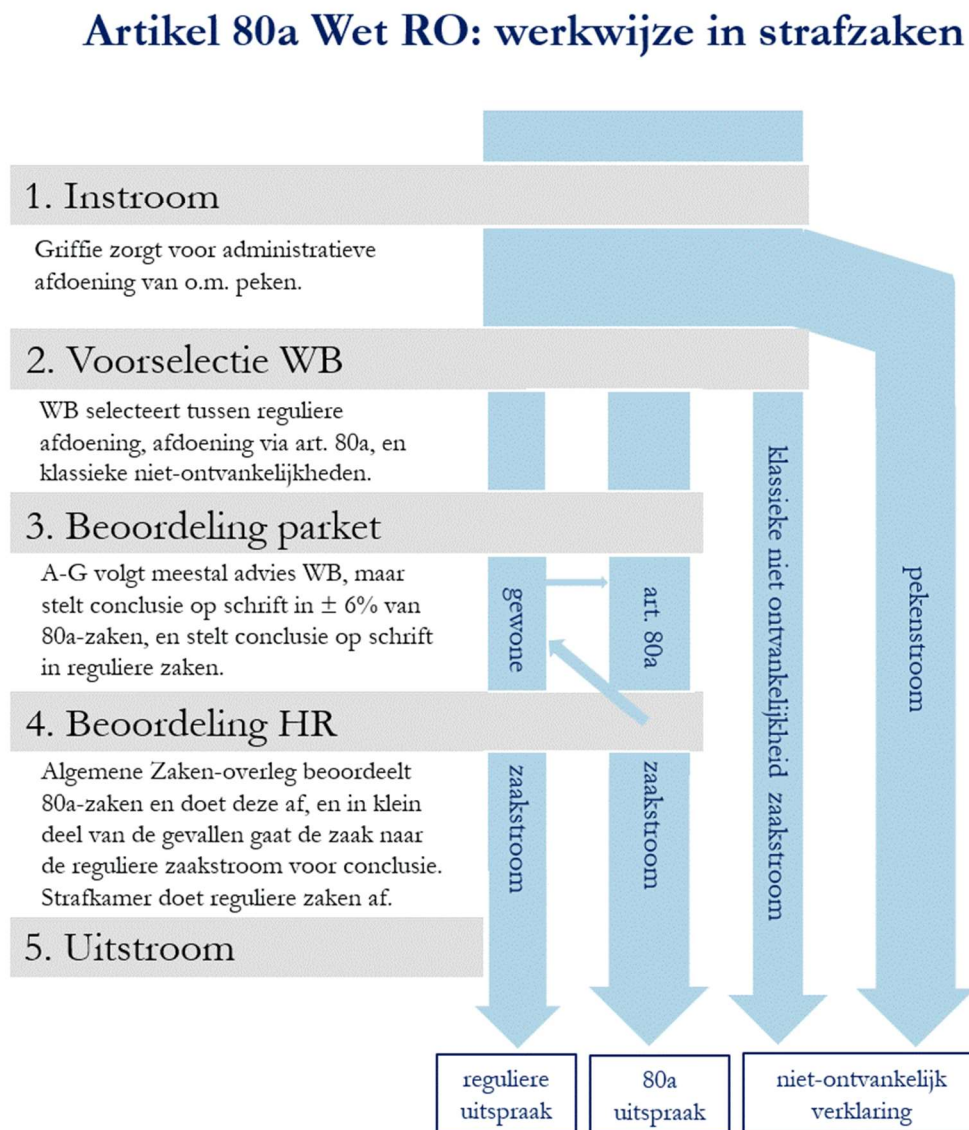 Artikel 80a Wet RO: werkwijze in strafzaken
1. Instroom
Griffie zorgt voor administratieve
afdoening van o.m. peken.
2. Voorselectie WB
WB selecteert tussen reguliere
afdoening, afdoening via art. 80a, en
klassieke niet-ontvankelijkheden.
3. Beoordeling parket
A-G volgt meestal advies WB, maar
stelt conclusie op schrift in ± 6% van
80a-zaken, en stelt conclusie op schrift
in reguliere zaken.
4. Beoordeling HR
Algemene Zaken-overleg beoordeelt
80a-zaken en doet deze af, en in klein
deel van de gevallen gaat de zaak naar
de reguliere zaakstroom voor conclusie.
Strafkamer doet reguliere zaken af.
5. Uitstroom
gewone
zaakstroom
art. 80a
zaakstroom
klassieke niet ontvankelijkheid zaakstroom
pekenstroom
reguliere
uitspraak
80a
uitspraak
niet-ontvankelijk
verklaring